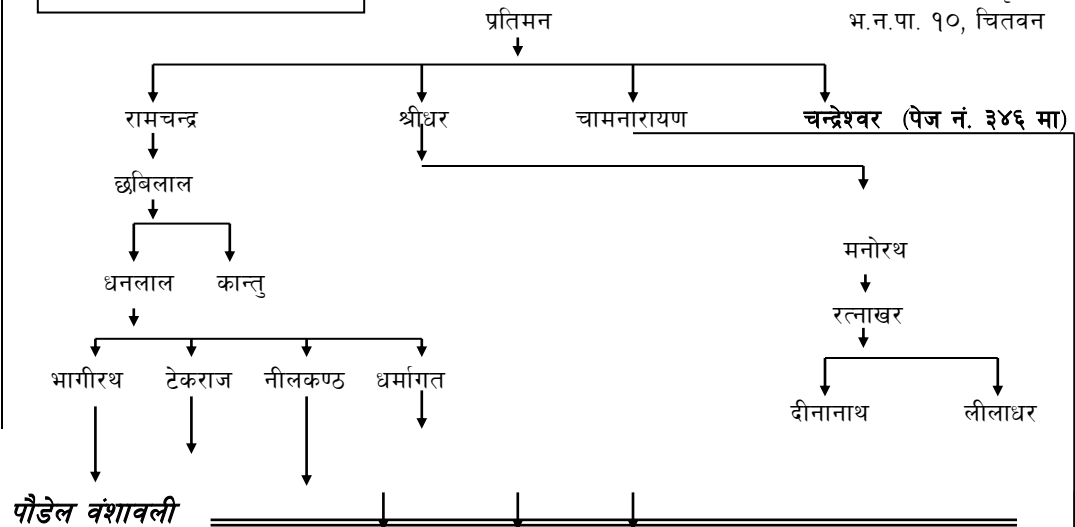 प्रतिमन
भ.न.पा. १०, चितवन
रामचन्द्र श्रीधर चामनारायण चन्द्रेश्वर (पेज नं. ३४६ मा)
छबिलाल
मनोरथ
धनलाल कान्तु
रत्नाखर
भागीरथ टेकराज नीलकण्ठ धर्मागत
दीनानाथ लीलाधर
पौडेल वंशावली